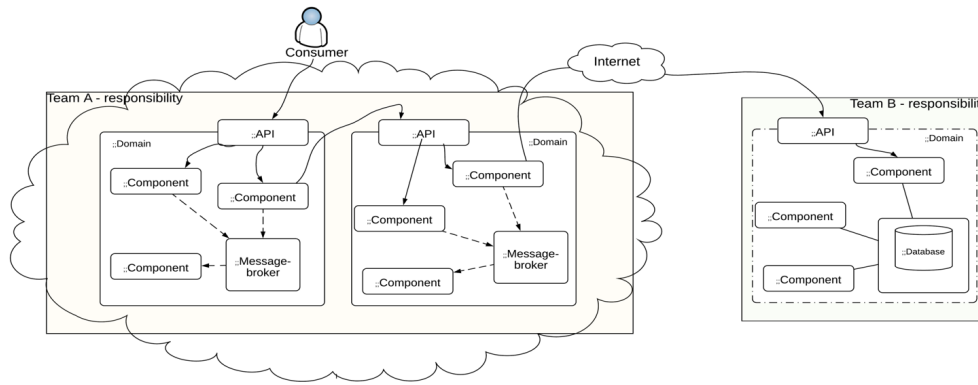 Consumer
Internet
Team A - responsibility
Team B - responsibilit
::API
::Domain
::Component
::Component
::Component
::Message-
broker
::API
::Domain
::Component
::Component
::Component
::Message-
broker
::API
::Domain
::Component
::Component
::Component
::Database